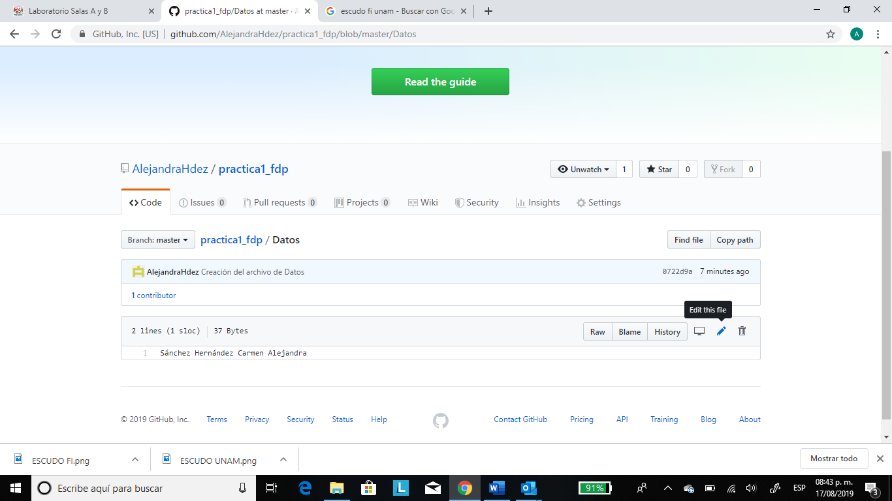 Laboratorio Salas A y B
practica1_fdp/Datos at master · A
escudo fi unam - Buscar con Goo
GitHub, Inc. [US] | github.com/AlejandraHdez/practica1_fdp/blob/master/Datos
A
Read the guide
AlejandraHdez / practica1_fdp
Unwatch 1 Star 0 Fork 0
Code Issues 0 Pull requests 0 Projects 0 Wiki Security Insights Settings
Branch: master practica1_fdp / Datos Find file Copy path
AlejandraHdez Creación del archivo de Datos 0722d9a 7 minutes ago
1 contributor
Edit this file
2 lines (1 sloc) 37 Bytes Raw Blame History
1 Sánchez Hernández Carmen Alejandra
© 2019 GitHub, Inc. Terms Privacy Security Status Help Contact GitHub Pricing API Training Blog About
ESCUDO FI.png ESCUDO UNAM.png Mostrar todo
Escribe aquí para buscar 91% ESP 08:43 p. m.
17/08/2019 3